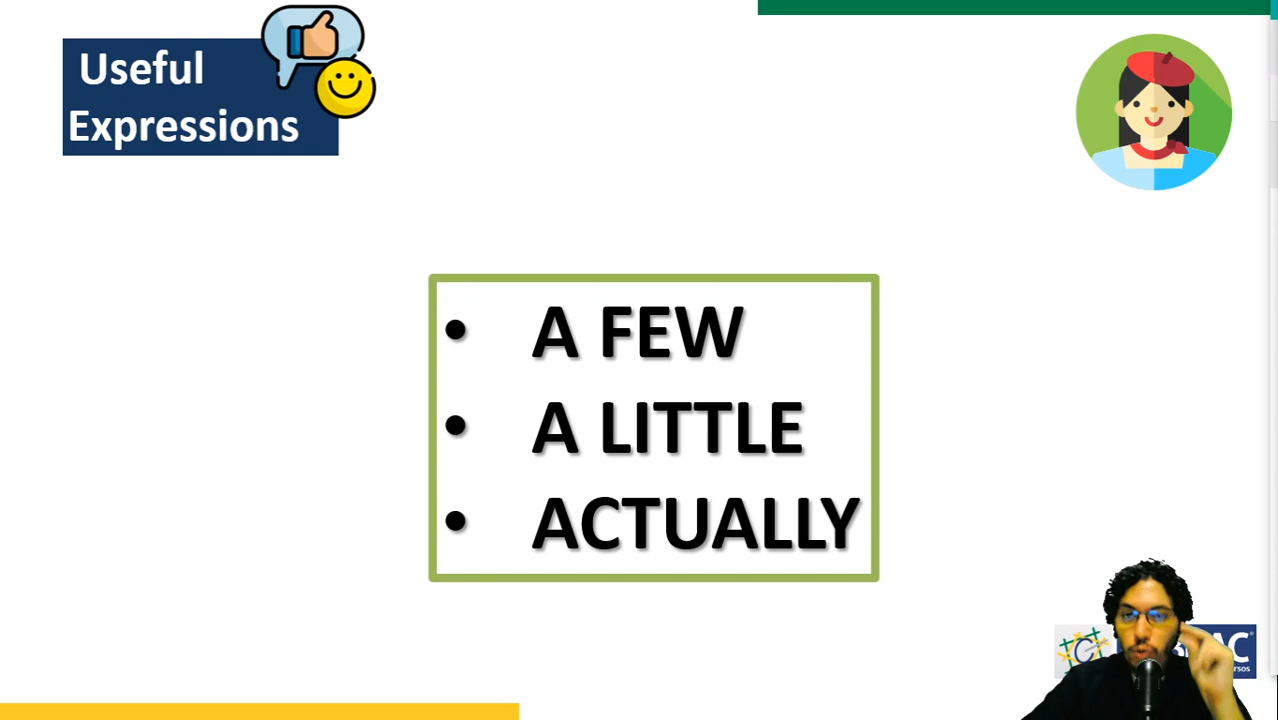 Useful
Expressions
• A FEW
• A LITTLE
• ACTUALLY